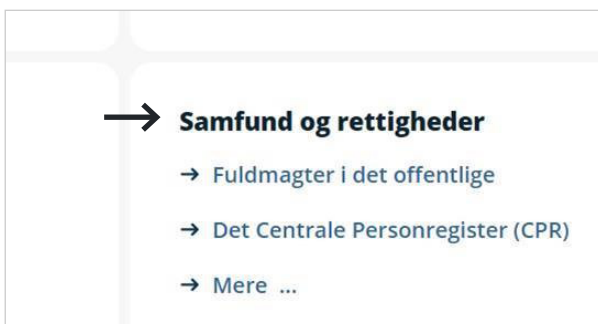 Samfund og rettigheder
→ Fuldmagter i det offentlige
→ Det Centrale Personregister (CPR)
→ Mere ...